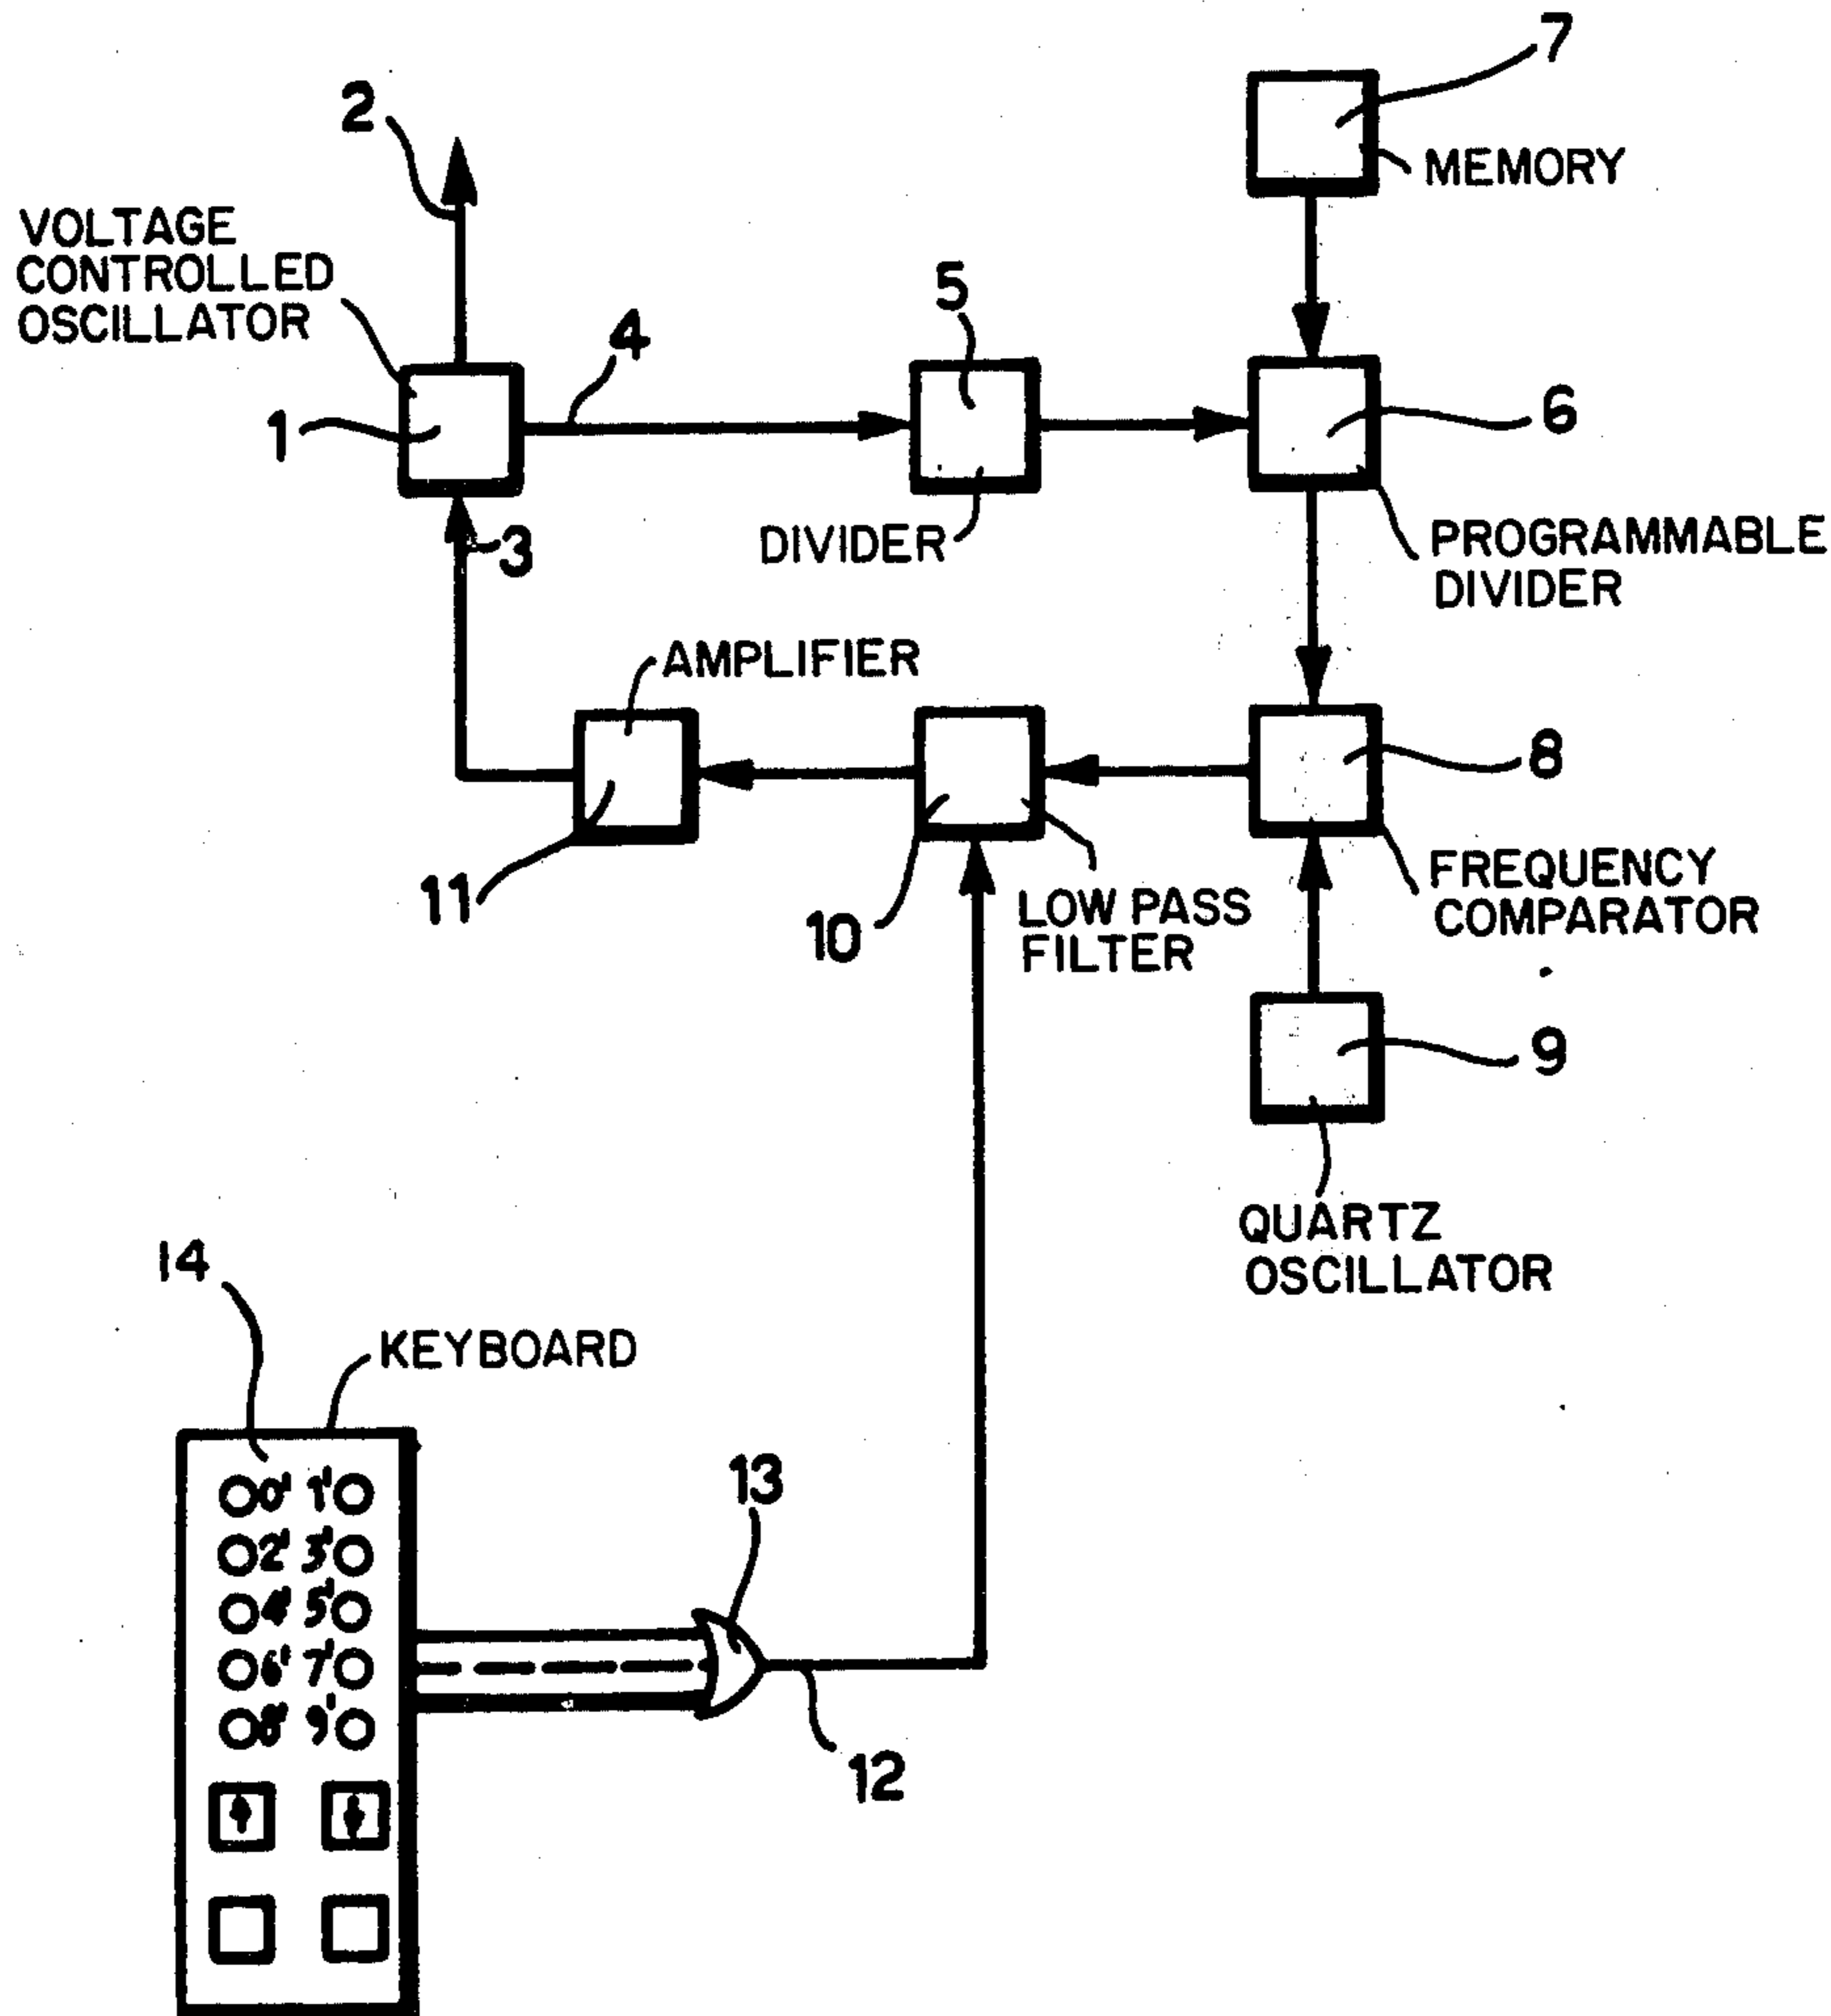 7
MEMORY
2
VOLTAGE
CONTROLLED
OSCILLATOR
4
5
1
6
3
DIVIDER
PROGRAMMABLE
DIVIDER
AMPLIFIER
8
11
10
LOW PASS
FILTER
FREQUENCY
COMPARATOR
9
QUARTZ
OSCILLATOR
14
KEYBOARD
13
0' 1'
2' 3'
4' 5'
6' 7'
8' 9'
12